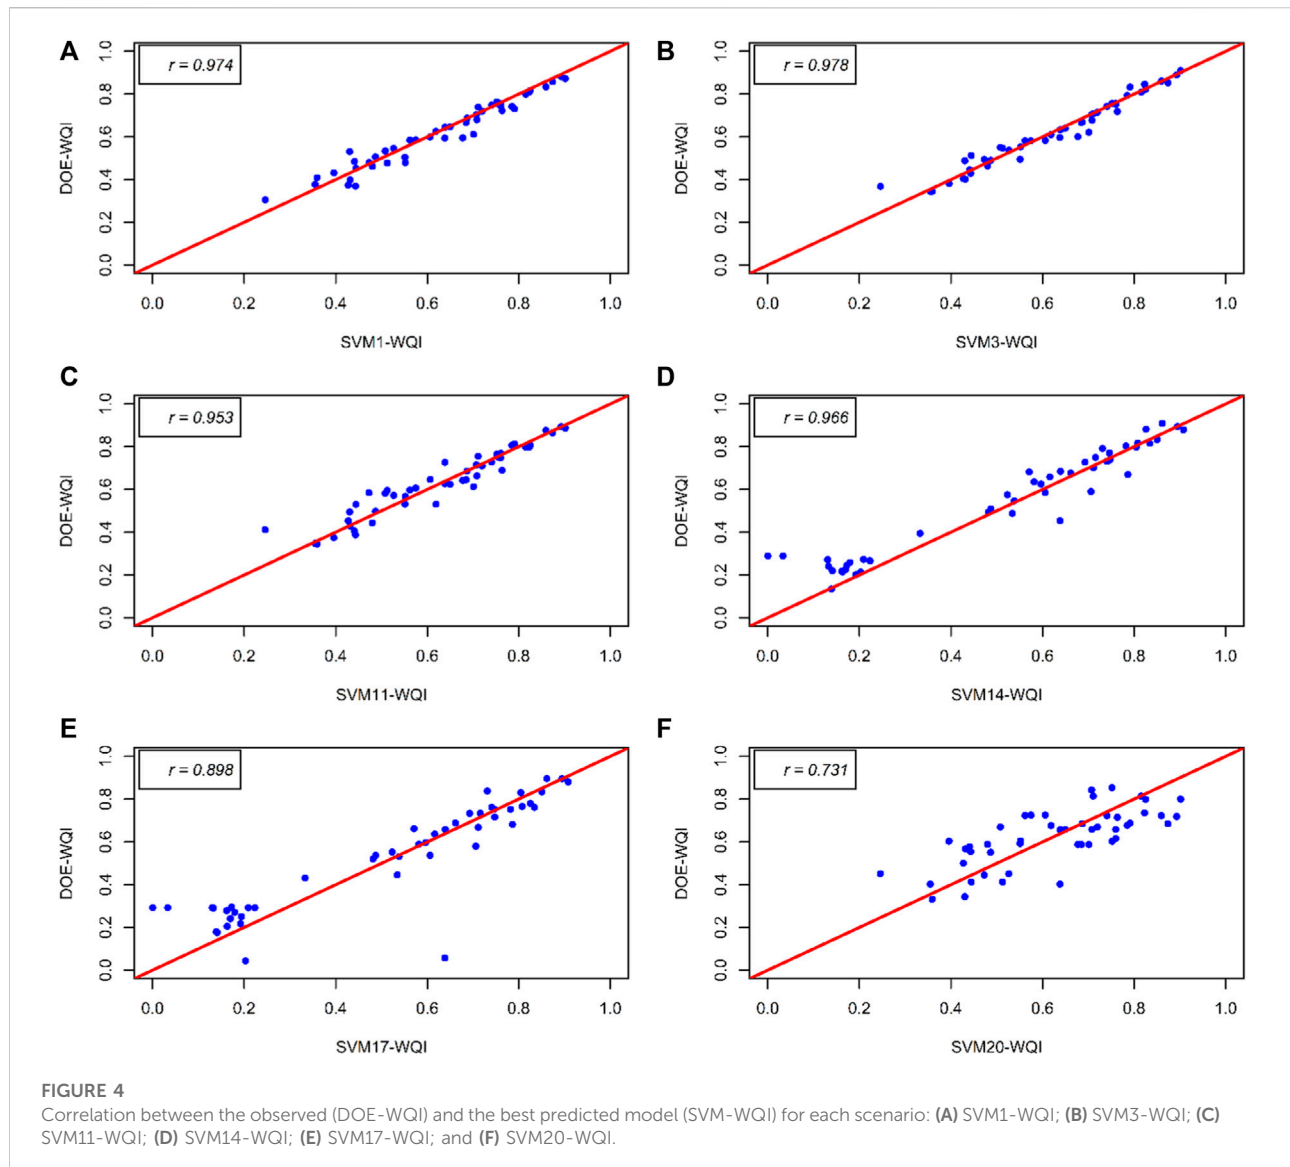 A
r = 0.974
DOE-WQI
1.0
0.8
0.6
0.4
0.2
0.0
0.0 0.2 0.4 0.6 0.8 1.0
SVM1-WQI
B
r = 0.978
DOE-WQI
1.0
0.8
0.6
0.4
0.2
0.0
0.0 0.2 0.4 0.6 0.8 1.0
SVM3-WQI
C
r = 0.953
DOE-WQI
1.0
0.8
0.6
0.4
0.2
0.0
0.0 0.2 0.4 0.6 0.8 1.0
SVM11-WQI
D
r = 0.966
DOE-WQI
1.0
0.8
0.6
0.4
0.2
0.0
0.0 0.2 0.4 0.6 0.8 1.0
SVM14-WQI
E
r = 0.898
DOE-WQI
1.0
0.8
0.6
0.4
0.2
0.0
0.0 0.2 0.4 0.6 0.8 1.0
SVM17-WQI
F
r = 0.731
DOE-WQI
1.0
0.8
0.6
0.4
0.2
0.0
0.0 0.2 0.4 0.6 0.8 1.0
SVM20-WQI
FIGURE 4
Correlation between the observed (DOE-WQI) and the best predicted model (SVM-WQI) for each scenario: (A) SVM1-WQI; (B) SVM3-WQI; (C)
SVM11-WQI; (D) SVM14-WQI; (E) SVM17-WQI; and (F) SVM20-WQI.